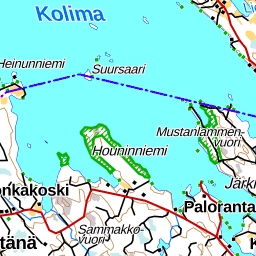 Kolima
Heinunniemi
Suursaari
Mustanlammen-
vuori
Houninniemi
Järk
onkakoski
Paloranta
Sammakko-
vuori
tänä
K